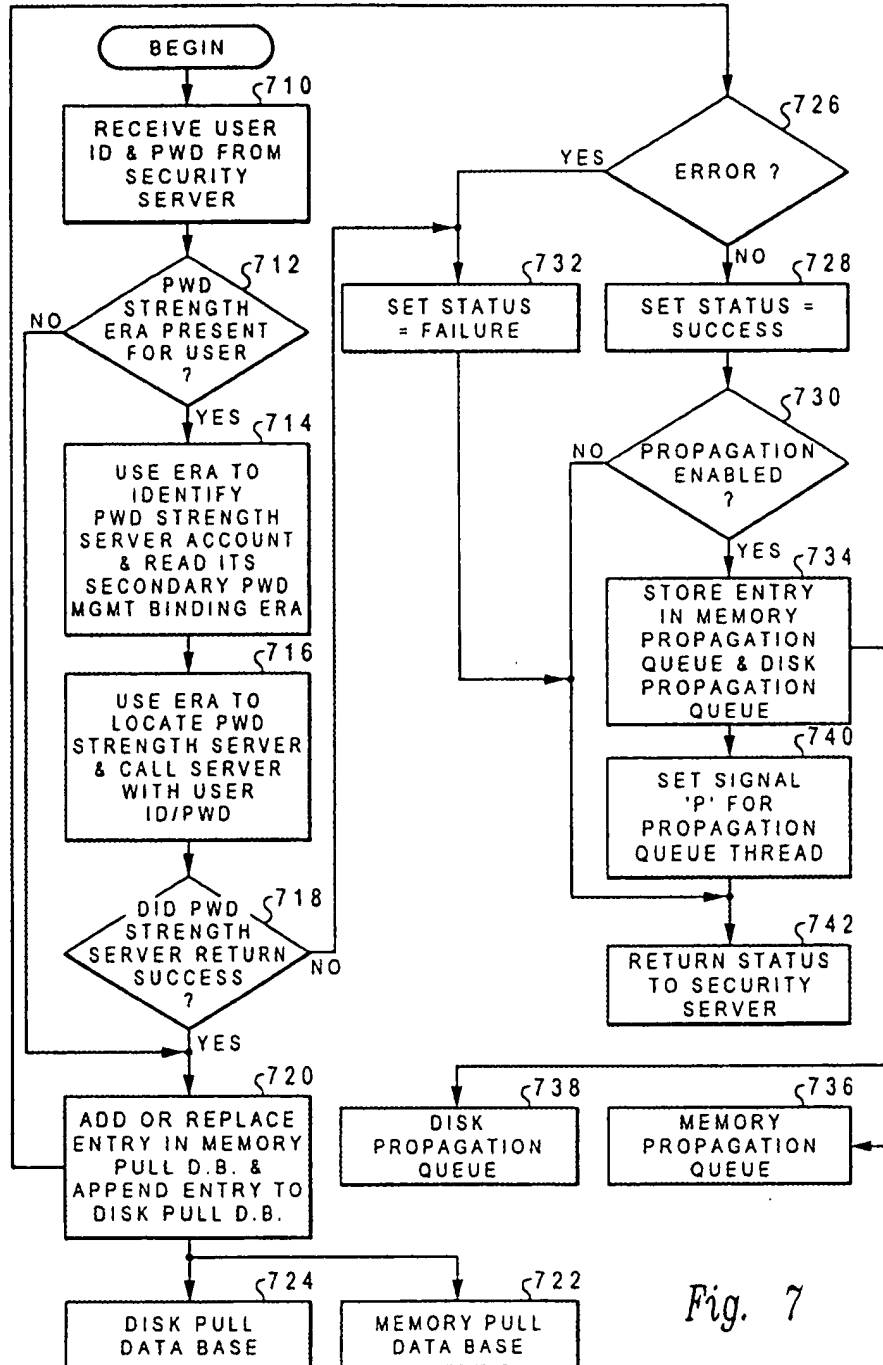 BEGIN
710
RECEIVE USER
ID & PWD FROM
SECURITY
SERVER
712
PWD
STRENGTH
ERA PRESENT
FOR USER
?
NO
YES
714
USE ERA TO
IDENTIFY
PWD STRENGTH
SERVER ACCOUNT
& READ ITS
SECONDARY PWD
MGMT BINDING ERA
716
USE ERA TO
LOCATE PWD
STRENGTH SERVER
& CALL SERVER
WITH USER
ID/PWD
718
DID PWD
STRENGTH
SERVER RETURN
SUCCESS
?
NO
YES
720
ADD OR REPLACE
ENTRY IN MEMORY
PULL D.B. &
APPEND ENTRY TO
DISK PULL D.B.
724
DISK PULL
DATA BASE
722
MEMORY PULL
DATA BASE
726
ERROR ?
YES
NO
732
SET STATUS
= FAILURE
728
SET STATUS =
SUCCESS
730
PROPAGATION
ENABLED
?
NO
YES
734
STORE ENTRY
IN MEMORY
PROPAGATION
QUEUE & DISK
PROPAGATION
QUEUE
740
SET SIGNAL
'P' FOR
PROPAGATION
QUEUE THREAD
742
RETURN STATUS
TO SECURITY
SERVER
738
DISK
PROPAGATION
QUEUE
736
MEMORY
PROPAGATION
QUEUE
Fig. 7